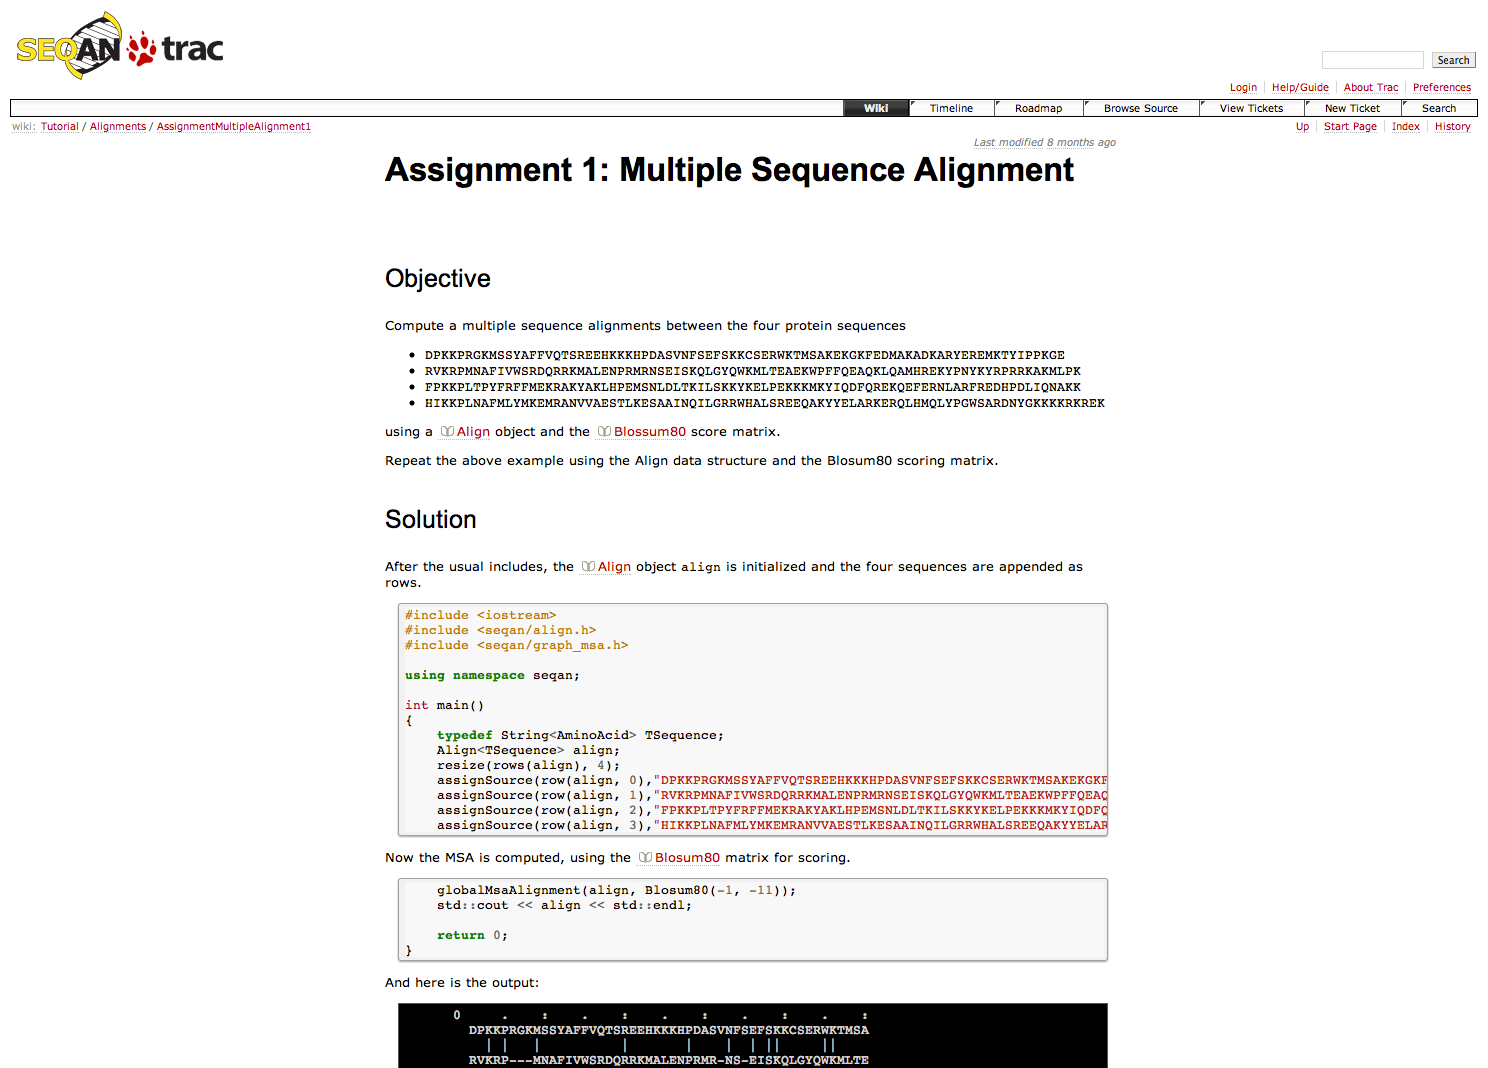 SEQAN trac
Search
Login Help/Guide About Trac Preferences
Wiki Timeline Roadmap Browse Source View Tickets New Ticket Search
wiki: Tutorial / Alignments / AssignmentMultipleAlignment1
Up Start Page Index History
Last modified 8 months ago
Assignment 1: Multiple Sequence Alignment
Objective
Compute a multiple sequence alignments between the four protein sequences
• DPKKPRGKMSSYAFFVQTSREEHKKKHPDASVNFSEFSKKCSERWKTMSAKEKGKFEDMAKADKARYEREMKTYIPPKGE
• RVKRPMNAFIVWSRDQRRKMALENPRMRNSEISKQLGYQWKMLTEAEKWPFFQEAQKLQAMHREKYPNYKYRPRRKAKMLPK
• FPKKPLTPYFRFFMEKRAKYAKLHPEMSNLDLTKILSKKYKELPEKKKMKYIQDFQREKQEFERNLARFREDHPDLIQNAKK
• HIKKPLNAFMLYMKEMRANVVAESTLKESAAINQILGRRWHALSREEQAKYYELARKERQLHMQLYPGWSARDNYGKKKKRKREK
using a Align object and the Blossum80 score matrix.
Repeat the above example using the Align data structure and the Blosum80 scoring matrix.
Solution
After the usual includes, the Align object align is initialized and the four sequences are appended as
rows.
#include <iostream>
#include <seqan/align.h>
#include <seqan/graph_msa.h>
using namespace seqan;
int main()
{
typedef String<AminoAcid> TSequence;
Align<TSequence> align;
resize(rows(align), 4);
assignSource(row(align, 0),"DPKKPRGKMSSYAFFVQTSREEHKKKHPDASVNFSEFSKKCSERWKTMSAKEKGKF
assignSource(row(align, 1),"RVKRPMNAFIVWSRDQRRKMALENPRMRNSEISKQLGYQWKMLTEAEKWPFFQEAQ
assignSource(row(align, 2),"FPKKPLTPYFRFFMEKRAKYAKLHPEMSNLDLTKILSKKYKELPEKKKMKYIQDFQ
assignSource(row(align, 3),"HIKKPLNAFMLYMKEMRANVVAESTLKESAAINQILGRRWHALSREEQAKYYELAR
Now the MSA is computed, using the Blosum80 matrix for scoring.
globalMsaAlignment(align, Blosum80(-1, -11));
std::cout << align << std::endl;
return 0;
}
And here is the output:
0 . : . : . : . : . :
DPKKPRGKMSSYAFFVQTSREEHKKKHPDASVNFSEFSKKCSERWKTMSA
| | | | | | | || ||
RVKRP---MNAFIVWSRDQRRKMALENPRMR-NS-EISKQLGYQWKMLTE